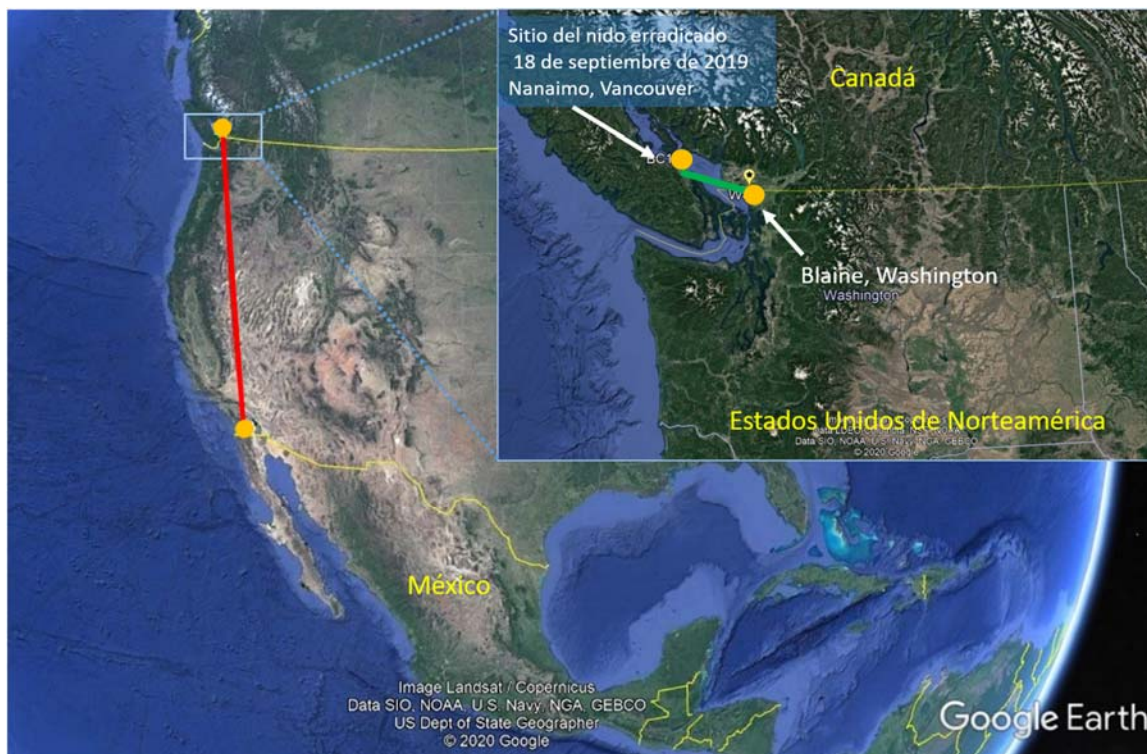 Sitio del nido erradicado
18 de septiembre de 2019
Nanaimo, Vancouver
Canadá
Blaine, Washington
Washington
Estados Unidos de Norteamérica
Data SIO, NOAA, U.S. Navy, NGA, GEBCO
© 2020 Google
México
Image Landsat / Copernicus
Data SIO, NOAA, U.S. Navy, NGA, GEBCO
US Dept of State Geographer
© 2020 Google
Google Earth